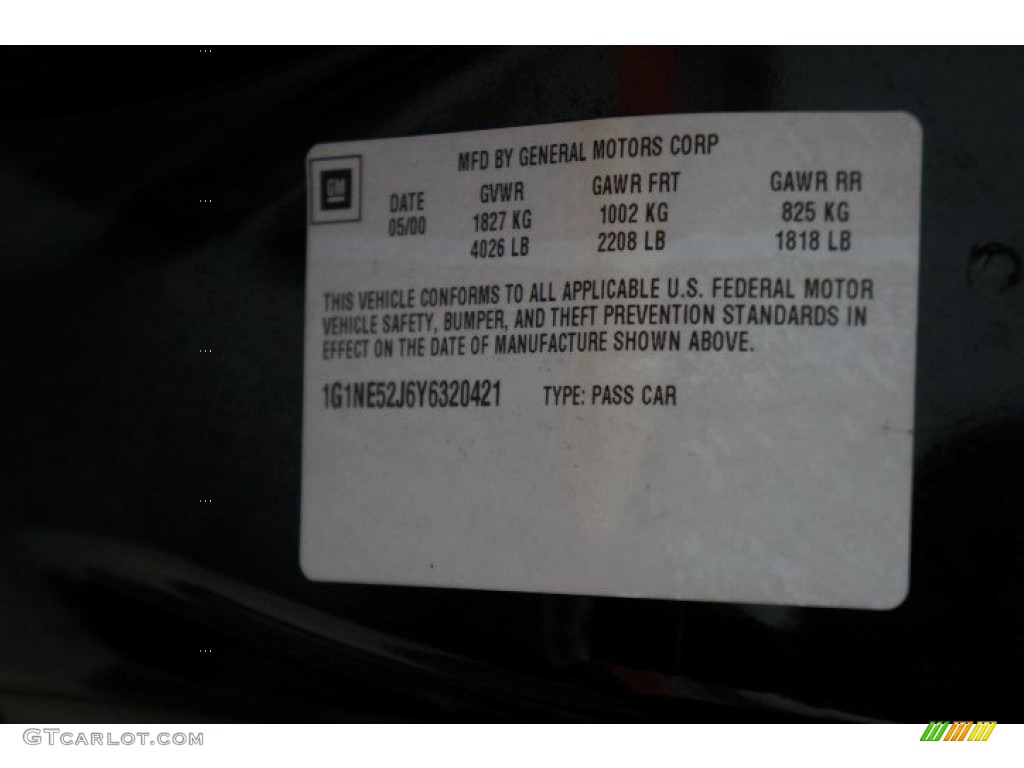 MFD BY GENERAL MOTORS CORP
GM
DATE GVWR GAWR FRT GAWR RR
05/00 1827 KG 1002 KG 825 KG
4026 LB 2208 LB 1818 LB
THIS VEHICLE CONFORMS TO ALL APPLICABLE U.S. FEDERAL MOTOR
VEHICLE SAFETY, BUMPER, AND THEFT PREVENTION STANDARDS IN
EFFECT ON THE DATE OF MANUFACTURE SHOWN ABOVE.
1G1NE52J6Y6320421 TYPE: PASS CAR
GTCARLOT.COM